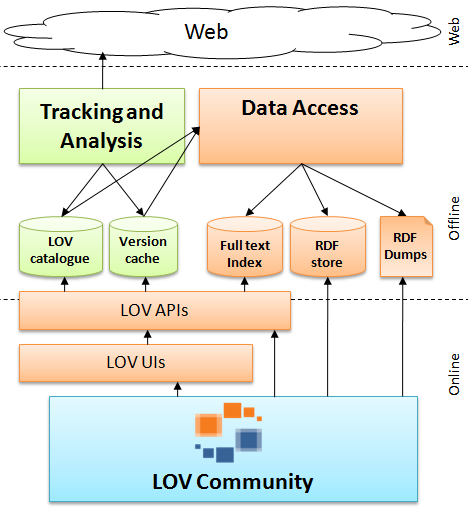 Web
Web
Tracking and
Analysis
Data Access
Offline
LOV
catalogue
Version
cache
Full text
Index
RDF
store
RDF
Dumps
LOV APIs
LOV UIs
Online
LOV Community